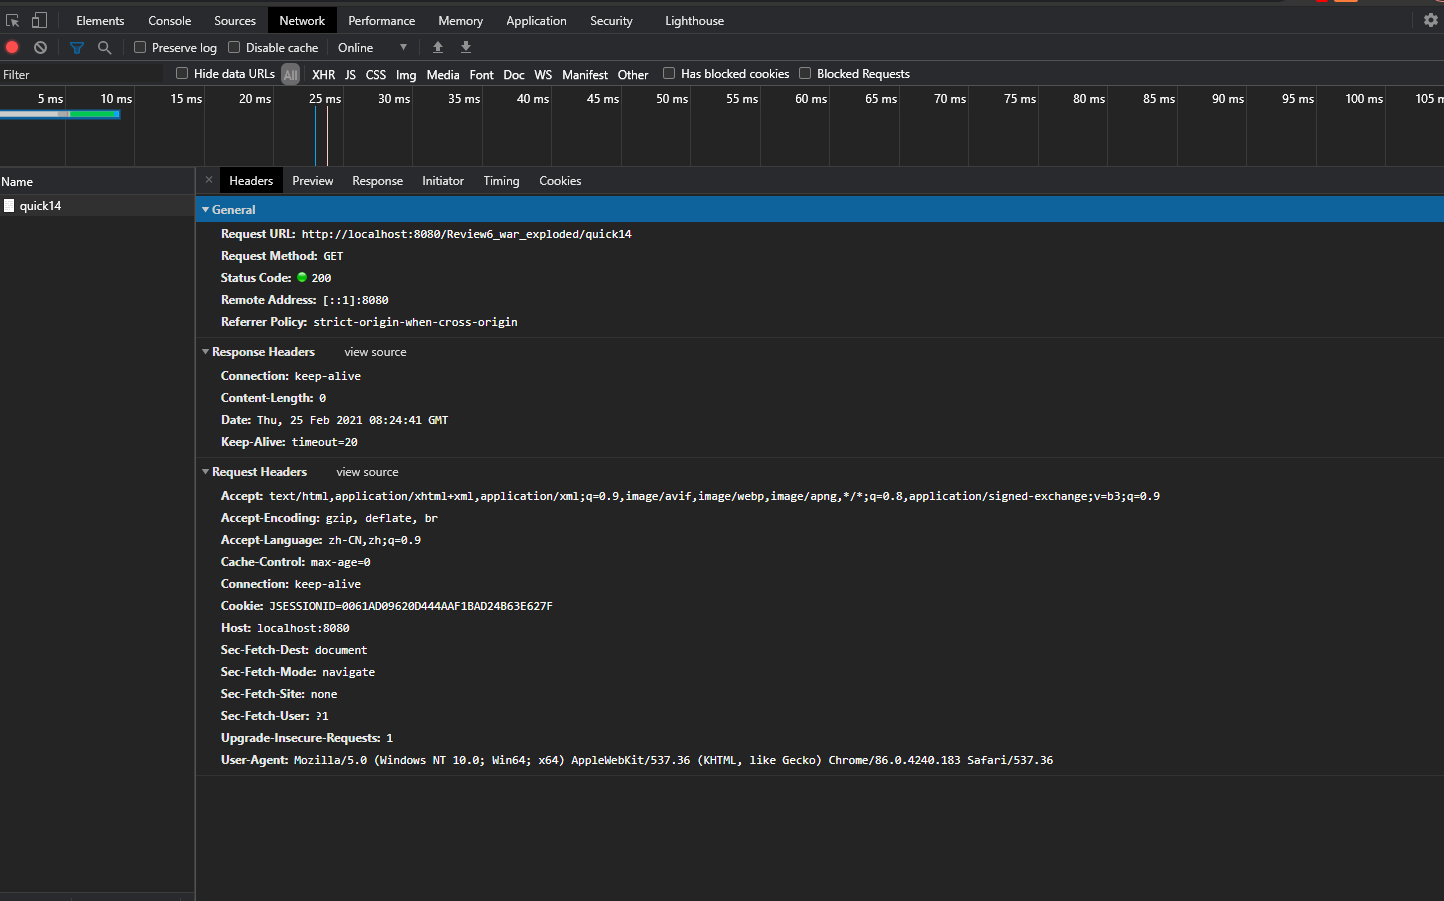 Elements Console Sources Network Performance Memory Application Security Lighthouse
Preserve log Disable cache Online
Filter Hide data URLs All XHR JS CSS Img Media Font Doc WS Manifest Other Has blocked cookies Blocked Requests
5 ms 10 ms 15 ms 20 ms 25 ms 30 ms 35 ms 40 ms 45 ms 50 ms 55 ms 60 ms 65 ms 70 ms 75 ms 80 ms 85 ms 90 ms 95 ms 100 ms 105 m
Name
quick14
× Headers Preview Response Initiator Timing Cookies
General
Request URL: http://localhost:8080/Review6_war_exploded/quick14
Request Method: GET
Status Code: 200
Remote Address: [::1]:8080
Referrer Policy: strict-origin-when-cross-origin
Response Headers view source
Connection: keep-alive
Content-Length: 0
Date: Thu, 25 Feb 2021 08:24:41 GMT
Keep-Alive: timeout=20
Request Headers view source
Accept: text/html,application/xhtml+xml,application/xml;q=0.9,image/avif,image/webp,image/apng,*/*;q=0.8,application/signed-exchange;v=b3;q=0.9
Accept-Encoding: gzip, deflate, br
Accept-Language: zh-CN,zh;q=0.9
Cache-Control: max-age=0
Connection: keep-alive
Cookie: JSESSIONID=0061AD09620D444AAF1BAD24B63E627F
Host: localhost:8080
Sec-Fetch-Dest: document
Sec-Fetch-Mode: navigate
Sec-Fetch-Site: none
Sec-Fetch-User: ?1
Upgrade-Insecure-Requests: 1
User-Agent: Mozilla/5.0 (Windows NT 10.0; Win64; x64) AppleWebKit/537.36 (KHTML, like Gecko) Chrome/86.0.4240.183 Safari/537.36